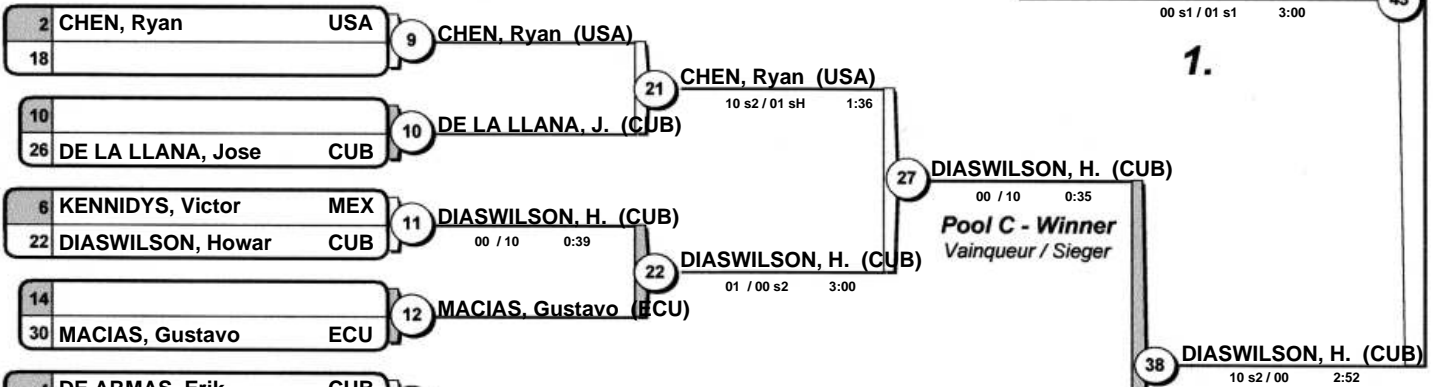 00 s1 / 01 s1 3:00
2 CHEN, Ryan USA
18
9 CHEN, Ryan (USA)
1.
21 CHEN, Ryan (USA)
10 s2 / 01 sH 1:36
10
26 DE LA LLANA, Jose CUB
10 DE LA LLANA, J. (CUB)
27 DIASWILSON, H. (CUB)
00 / 10 0:35
Pool C - Winner
Vainqueur / Sieger
6 KENNIDYS, Victor MEX
22 DIASWILSON, Howar CUB
11 DIASWILSON, H. (CUB)
00 / 10 0:39
22 DIASWILSON, H. (CUB)
01 / 00 s2 3:00
14
30 MACIAS, Gustavo ECU
12 MACIAS, Gustavo (ECU)
38 DIASWILSON, H. (CUB)
10 s2 / 00 2:52
DE ARMAS, Erik CUB